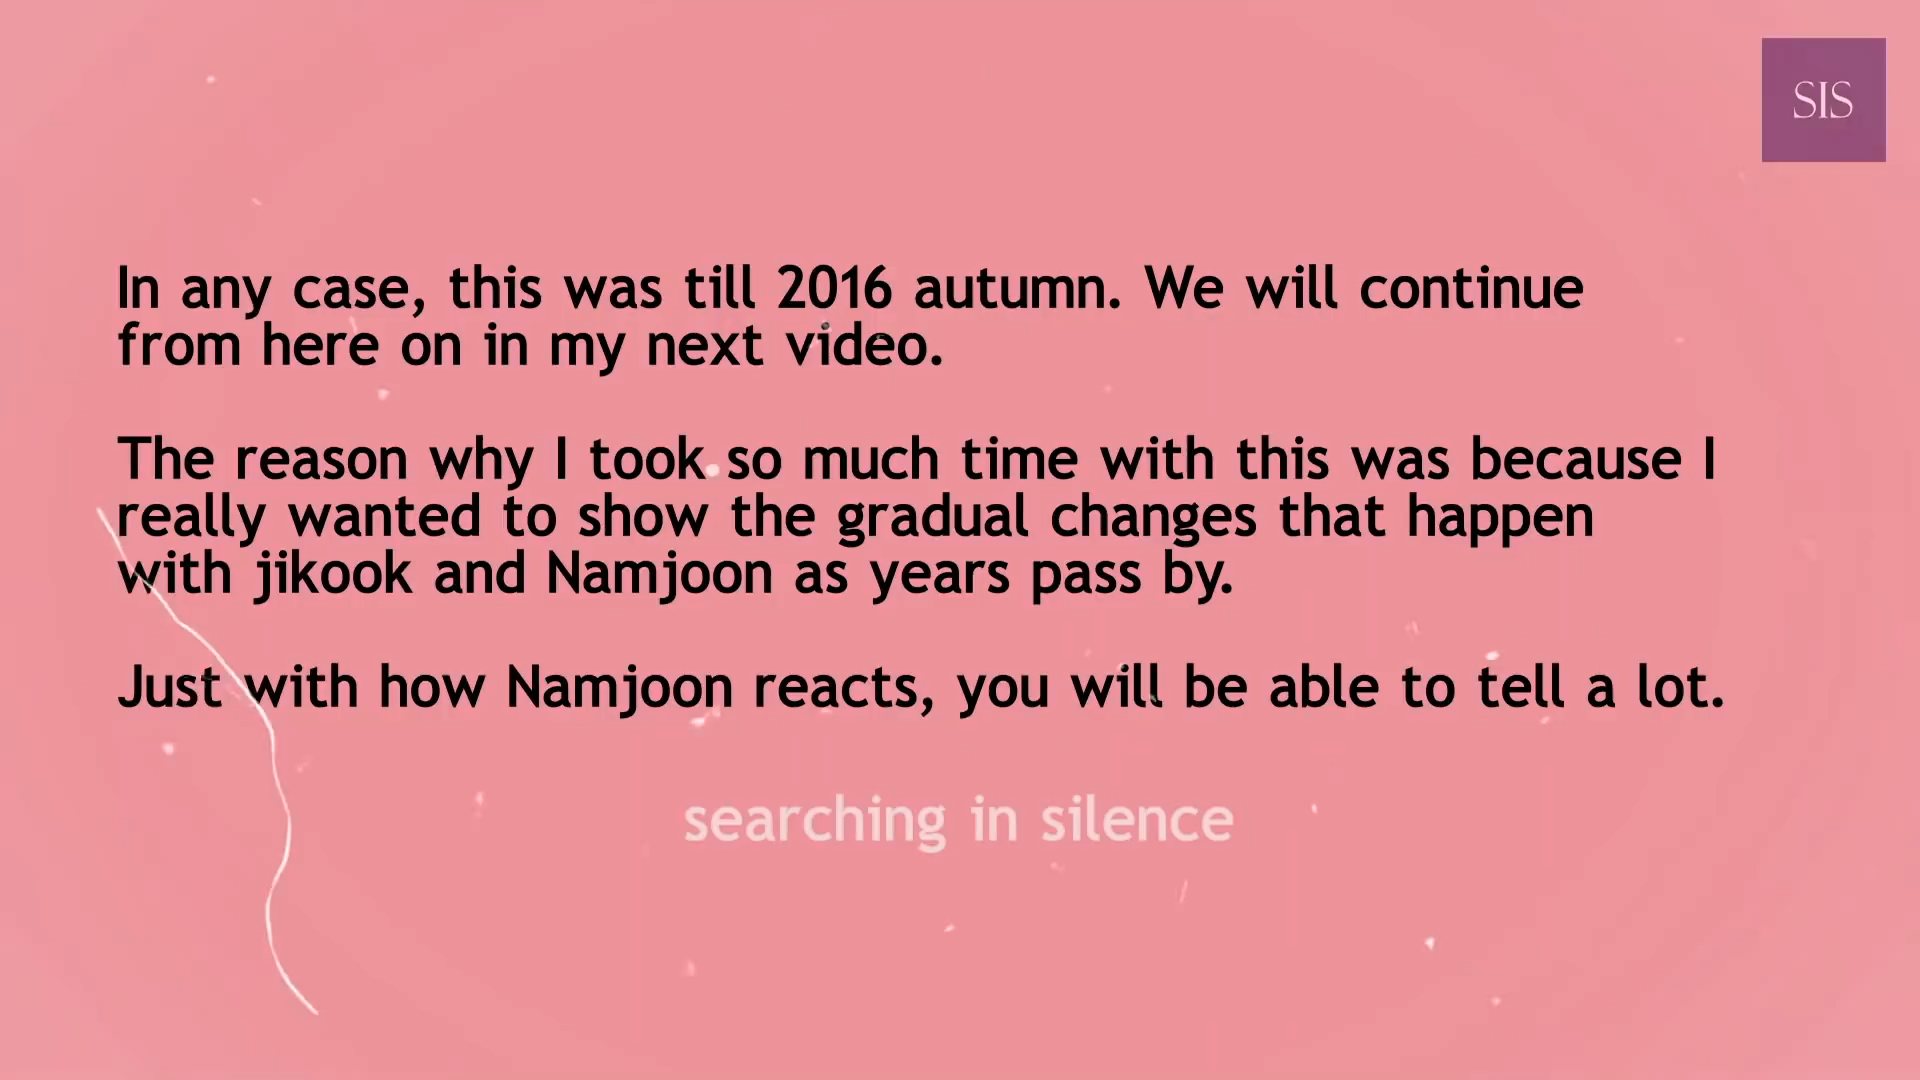 SIS
In any case, this was till 2016 autumn. We will continue
from here on in my next video.
The reason why I took so much time with this was because I
really wanted to show the gradual changes that happen
with jikook and Namjoon as years pass by.
Just with how Namjoon reacts, you will be able to tell a lot.
searching in silence